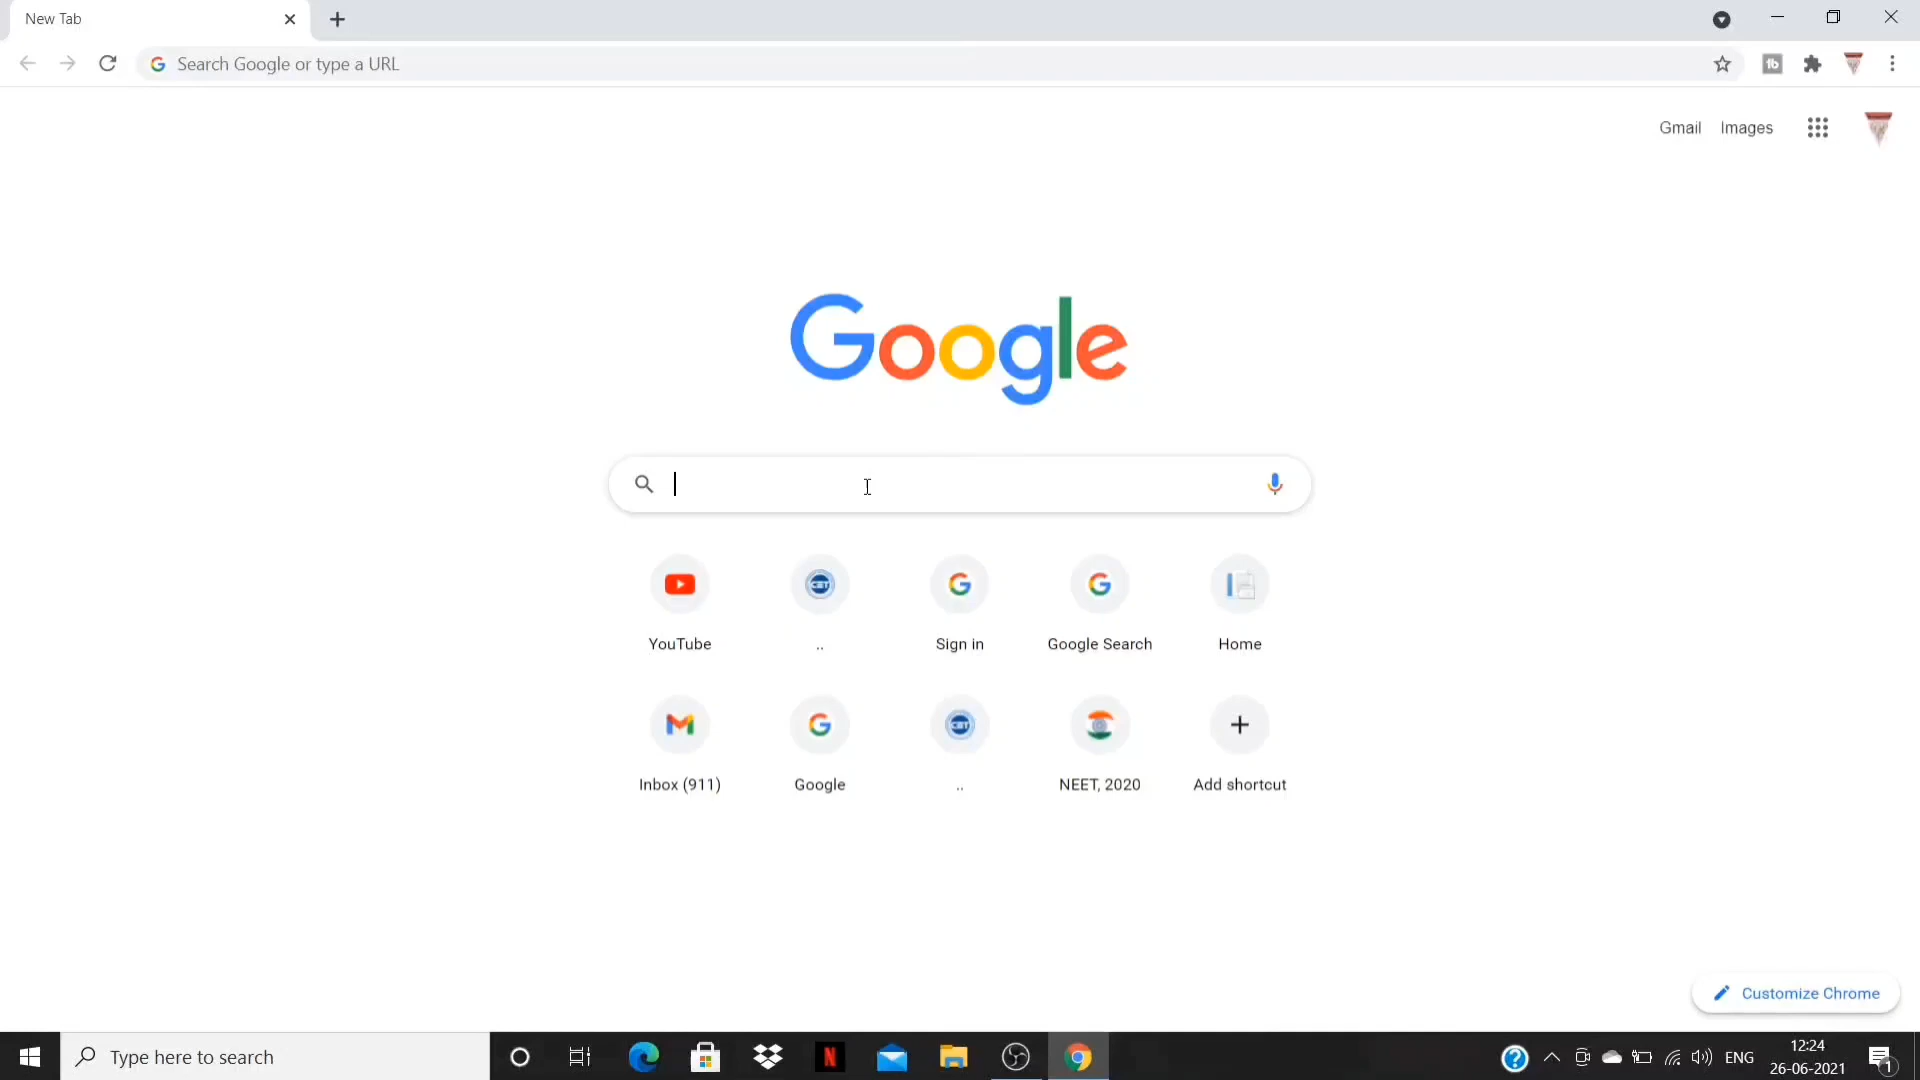 New Tab
Search Google or type a URL
Gmail Images
Google
YouTube
..
Sign in
Google Search
Home
Inbox (911)
Google
..
NEET, 2020
Add shortcut
Customize Chrome
Type here to search
ENG
12:24
26-06-2021
1